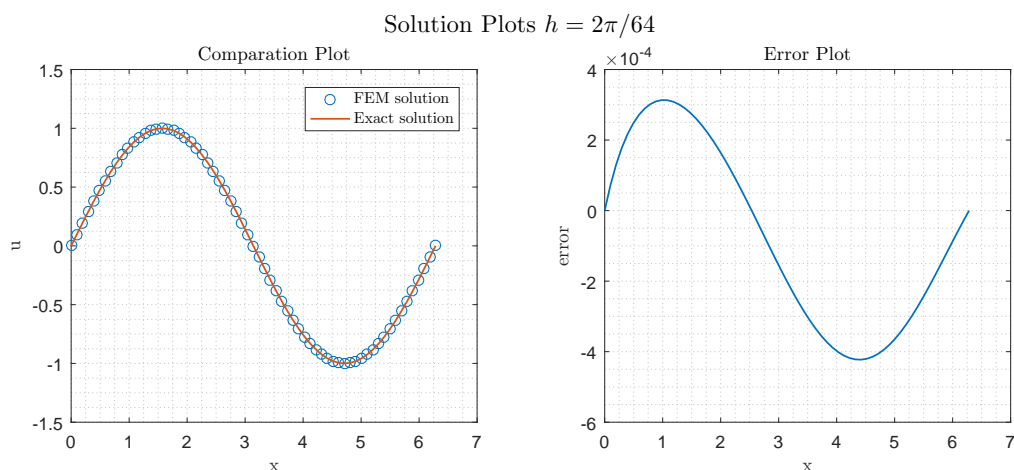 Solution Plots h = 2π/64
Comparation Plot
1.5
1
0.5
0
-0.5
-1
-1.5
u
0 1 2 3 4 5 6 7
x
FEM solution
Exact solution
Error Plot
×10⁻⁴
4
2
0
-2
-4
-6
error
0 1 2 3 4 5 6 7
x